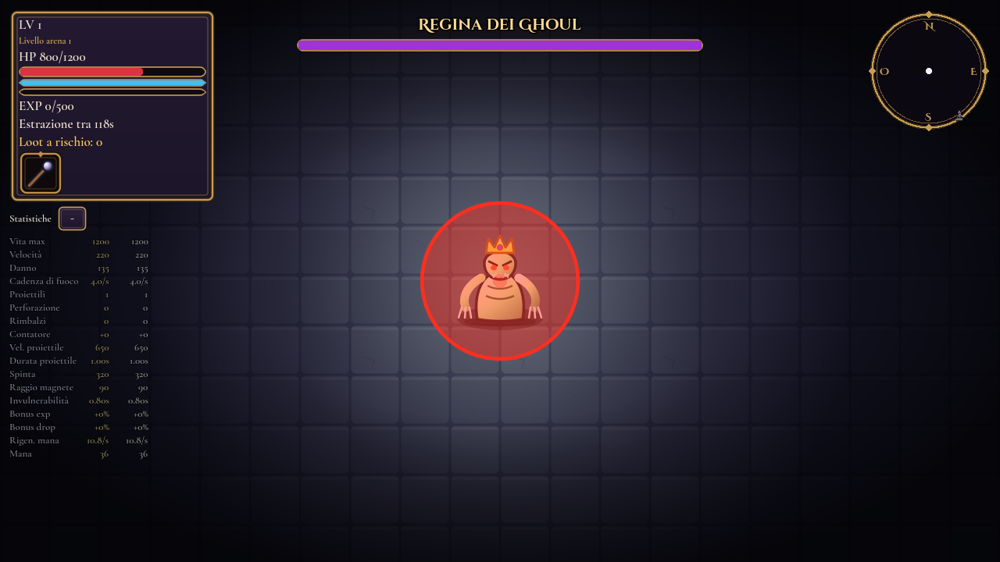 LV 1
Livello arena 1
HP 800/1200
EXP 0/500
Estrazione tra 118s
Loot a rischio: 0
Regina dei Ghoul
N
O
E
S
Statistiche -
Vita max 1200 1200
Velocità 220 220
Danno 135 135
Cadenza di fuoco 4.0/s 4.0/s
Proiettili 1 1
Perforazione 0 0
Rimbalzi 0 0
Contatore +0 +0
Vel. proiettile 650 650
Durata proiettile 1.00s 1.00s
Spinta 320 320
Raggio magnete 90 90
Invulnerabilità 0.80s 0.80s
Bonus exp +0% +0%
Bonus drop +0% +0%
Rigen. mana 10.8/s 10.8/s
Mana 36 36